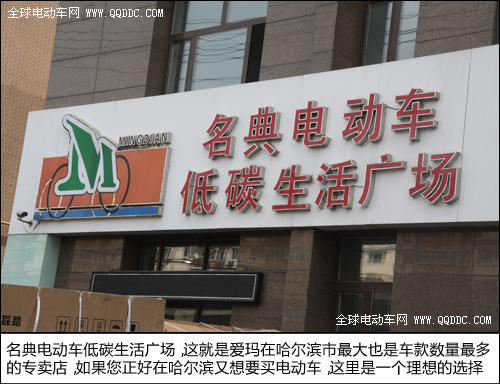 全球电动车网
www.QQDDC.com
M
MINGDIAN
名典电动车
低碳生活广场
踩踏
全球电动车网
www.QQDDC.com
名典电动车低碳生活广场 ,这就是爱玛在哈尔滨市最大也是车款数量最多
的专卖店 ,如果您正好在哈尔滨又想要买电动车 ,这里是一个理想的选择